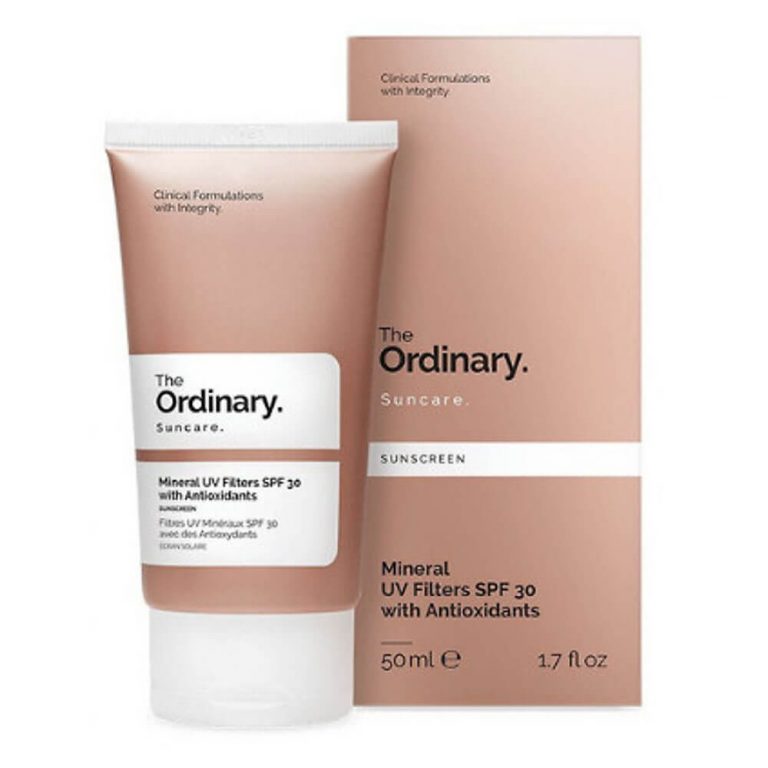 Clinical Formulations
with Integrity.
The
Ordinary.
Suncare.
Mineral UV Filters SPF 30
with Antioxidants
SUNSCREEN
Filtres UV Minéraux SPF 30
avec des Antioxydants
ÉCRAN SOLAIRE
Clinical Formulations
with Integrity.
The
Ordinary.
Suncare.
SUNSCREEN
Mineral
UV Filters SPF 30
with Antioxidants
50 ml ℮ 1.7 fl oz